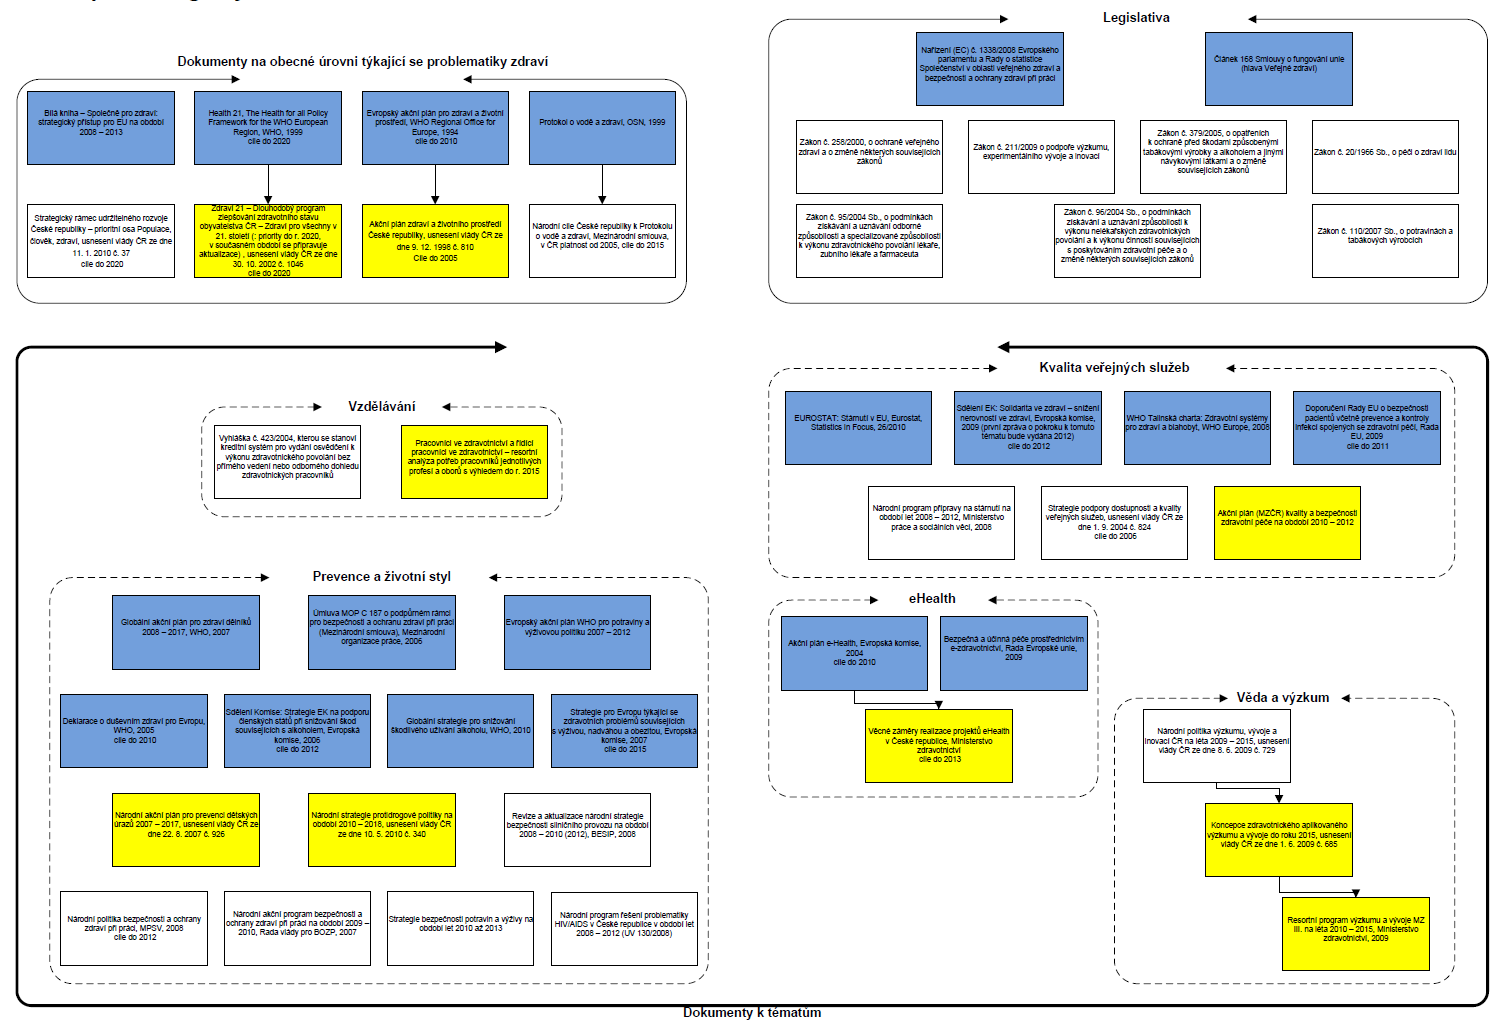 Dokumenty na obecné úrovni týkající se problematiky zdraví
Bílá kniha – Společně pro zdraví:
strategický přístup pro EU na období
2008 – 2013
Health 21, The Health for all Policy
Framework for the WHO European
Region, WHO, 1999
cíle do 2020
Evropský akční plán pro zdraví a životní
prostředí, WHO Regional Office for
Europe, 1994
cíle do 2010
Protokol o vodě a zdraví, OSN, 1999
Strategický rámec udržitelného rozvoje
České republiky – prioritní osa Populace,
člověk, zdraví, usnesení vlády ČR ze dne
11. 1. 2010 č. 37
cíle do 2020
Zdraví 21 – Dlouhodobý program
zlepšování zdravotního stavu
obyvatelstva ČR – Zdraví pro všechny v
21. století (: priority do r. 2020,
v současném období se připravuje
aktualizace) , usnesení vlády ČR ze dne
30. 10. 2002 č. 1046
cíle do 2020
Akční plán zdraví a životního prostředí
České republiky, usnesení vlády ČR ze
dne 9. 12. 1998 č. 810
Cíle do 2005
Národní cíle České republiky k Protokolu
o vodě a zdraví, Mezinárodní smlouva,
v ČR platnost od 2005, cíle do 2015
Legislativa
Nařízení (EC) č. 1338/2008 Evropského
parlamentu a Rady o statistice
Společenství v oblasti veřejného zdraví a
bezpečnosti a ochrany zdraví při práci
Článek 168 Smlouvy o fungování unie
(hlava Veřejné zdraví)
Zákon č. 258/2000, o ochraně veřejného
zdraví a o změně některých souvisejících
zákonů
Zákon č. 211/2009 o podpoře výzkumu,
experimentálního vývoje a inovací
Zákon č. 379/2005, o opatřeních
k ochraně před škodami způsobenými
tabákovými výrobky a alkoholem a jinými
návykovými látkami a o změně
souvisejících zákonů
Zákon č. 20/1966 Sb., o péči o zdraví lidu
Zákon č. 95/2004 Sb., o podmínkách
získávání a uznávání odborné
způsobilosti a specializované způsobilosti
k výkonu zdravotnického povolání lékaře,
zubního lékaře a farmaceuta
Zákon č. 96/2004 Sb., o podmínkách
získávání a uznávání způsobilosti k
výkonu nelékařských zdravotnických
povolání a k výkonu činností souvisejících
s poskytováním zdravotní péče a o
změně některých souvisejících zákonů
Zákon č. 110/2007 Sb., o potravinách a
tabákových výrobcích
Vzdělávání
Vyhláška č. 423/2004, kterou se stanoví
kreditní systém pro vydání osvědčení k
výkonu zdravotnického povolání bez
přímého vedení nebo odborného dohledu
zdravotnických pracovníků
Pracovníci ve zdravotnictví a řídící
pracovníci ve zdravotnictví – resortní
analýza potřeb pracovníků jednotlivých
profesí a oborů s výhledem do r. 2015
Kvalita veřejných služeb
EUROSTAT: Stárnutí v EU, Eurostat,
Statistics in Focus, 26/2010
Sdělení EK: Solidarita ve zdraví – snížení
nerovností ve zdraví, Evropská komise,
2009 (první zpráva o pokroku k tomuto
tématu bude vydána 2012)
cíle do 2012
WHO Talinská charta: Zdravotní systémy
pro zdraví a blahobyt, WHO Europe, 2008
Doporučení Rady EU o bezpečnosti
pacientů včetně prevence a kontroly
infekcí spojených se zdravotní péčí, Rada
EU, 2009
cíle do 2011
Národní program přípravy na stárnutí na
období let 2008 – 2012, Ministerstvo
práce a sociálních věcí, 2008
Strategie podpory dostupnosti a kvality
veřejných služeb, usnesení vlády ČR ze
dne 1. 9. 2004 č. 824
cíle do 2006
Akční plán (MZČR) kvality a bezpečnosti
zdravotní péče na období 2010 – 2012
Prevence a životní styl
Globální akční plán pro zdraví dělníků
2008 – 2017, WHO, 2007
Úmluva MOP C 187 o podpůrném rámci
pro bezpečnosti a ochranu zdraví při práci
(Mezinárodní smlouva), Mezinárodní
organizace práce, 2006
Evropský akční plán WHO pro potraviny a
výživovou politiku 2007 – 2012
Deklarace o duševním zdraví pro Evropu,
WHO, 2005
cíle do 2010
Sdělení Komise: Strategie EK na podporu
členských států při snižování škod
souvisejících s alkoholem, Evropská
komise, 2006
cíle do 2012
Globální strategie pro snižování
škodlivého užívání alkoholu, WHO, 2010
Strategie pro Evropu týkající se
zdravotních problémů souvisejících
s výživou, nadváhou a obezitou, Evropská
komise, 2007
cíle do 2015
Národní akční plán pro prevenci dětských
úrazů 2007 – 2017, usnesení vlády ČR ze
dne 22. 8. 2007 č. 926
Národní strategie protidrogové politiky na
období 2010 – 2018, usnesení vlády ČR
ze dne 10. 5. 2010 č. 340
Revize a aktualizace národní strategie
bezpečnosti silničního provozu na období
2008 – 2010 (2012), BESIP, 2008
Národní politika bezpečnosti a ochrany
zdraví při práci, MPSV, 2008
cíle do 2012
Národní akční program bezpečnosti a
ochrany zdraví při práci na období 2009 –
2010, Rada vlády pro BOZP, 2007
Strategie bezpečnosti potravin a výživy na
období let 2010 až 2013
Národní program řešení problematiky
HIV/AIDS v České republice v období let
2008 – 2012 (UV 130/2008)
eHealth
Akční plán e-Health, Evropská komise,
2004
cíle do 2010
Bezpečná a účinná péče prostřednictvím
e-zdravotnictví, Rada Evropské unie,
2009
Věcné záměry realizace projektů eHealth
v České republice, Ministerstvo
zdravotnictví
cíle do 2013
Věda a výzkum
Národní politika výzkumu, vývoje a
inovací ČR na léta 2009 – 2015, usnesení
vlády ČR ze dne 8. 6. 2009 č. 729
Koncepce zdravotnického aplikovaného
výzkumu a vývoje do roku 2015, usnesení
vlády ČR ze dne 1. 6. 2009 č. 685
Resortní program výzkumu a vývoje MZ
III. na léta 2010 – 2015, Ministerstvo
zdravotnictví, 2009
Dokumenty k tématům